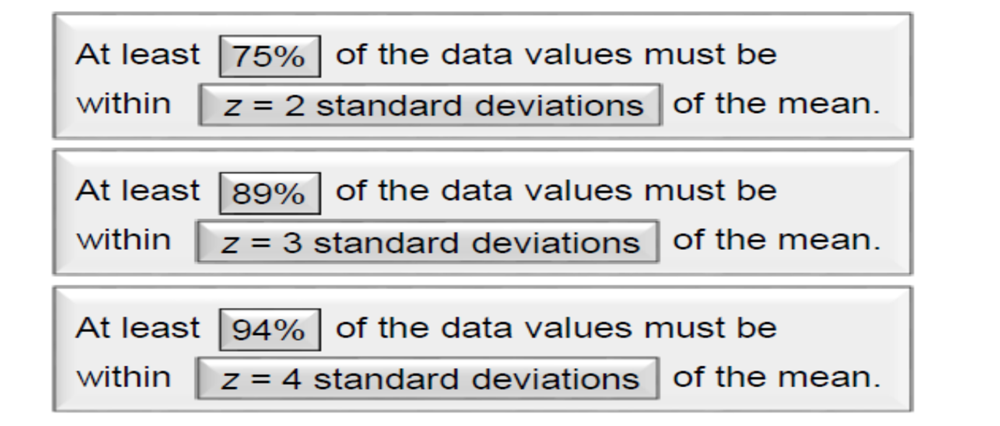 At least 75% of the data values must be
within z = 2 standard deviations of the mean.
At least 89% of the data values must be
within z = 3 standard deviations of the mean.
At least 94% of the data values must be
within z = 4 standard deviations of the mean.